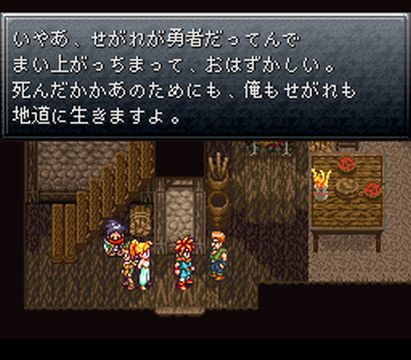 いやあ、せがれが勇者だってんで
まい上がっちまって、おはずかしい。
死んだかかあのためにも、俺もせがれも
地道に生きますよ。